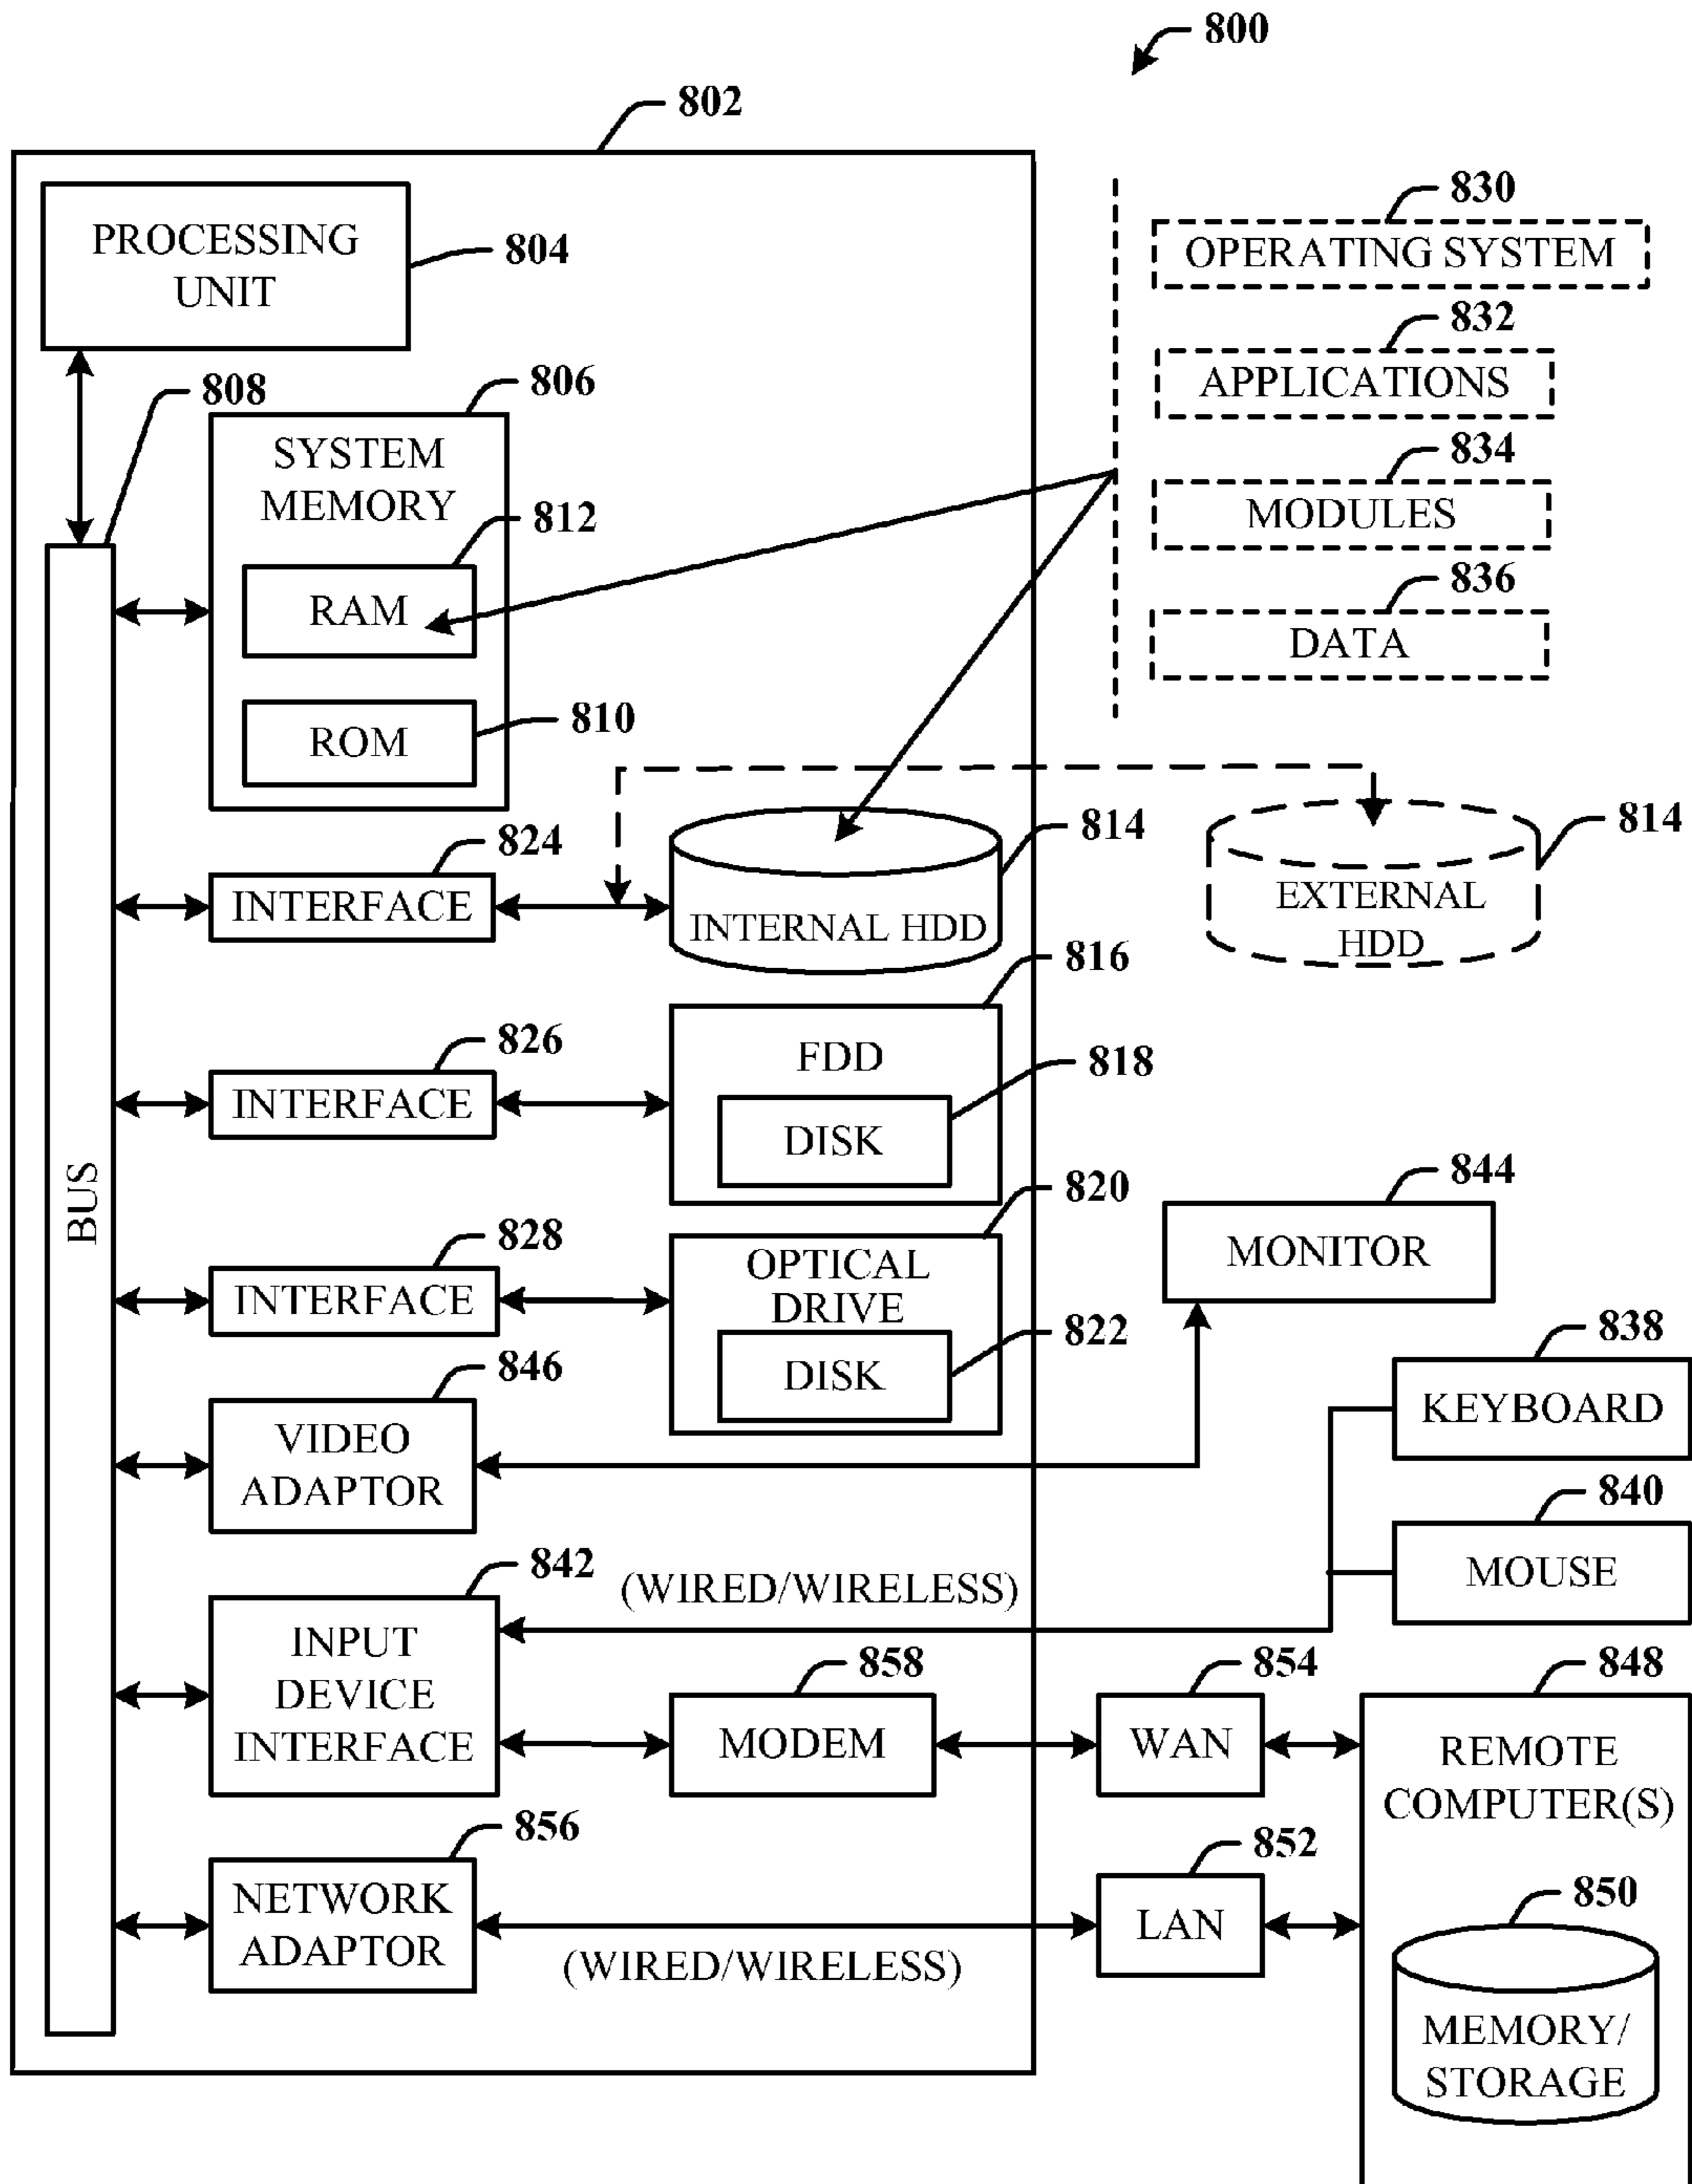 800
802
PROCESSING
UNIT
804
830
OPERATING SYSTEM
832
APPLICATIONS
834
MODULES
836
DATA
808
806
SYSTEM
MEMORY
812
RAM
810
ROM
824
INTERFACE
814
INTERNAL HDD
814
EXTERNAL
HDD
816
826
INTERFACE
FDD
818
DISK
BUS
820
828
INTERFACE
OPTICAL
DRIVE
822
DISK
844
MONITOR
838
KEYBOARD
846
VIDEO
ADAPTOR
840
MOUSE
842
(WIRED/WIRELESS)
INPUT
DEVICE
INTERFACE
858
MODEM
854
WAN
848
REMOTE
COMPUTER(S)
856
NETWORK
ADAPTOR
(WIRED/WIRELESS)
852
LAN
850
MEMORY/
STORAGE